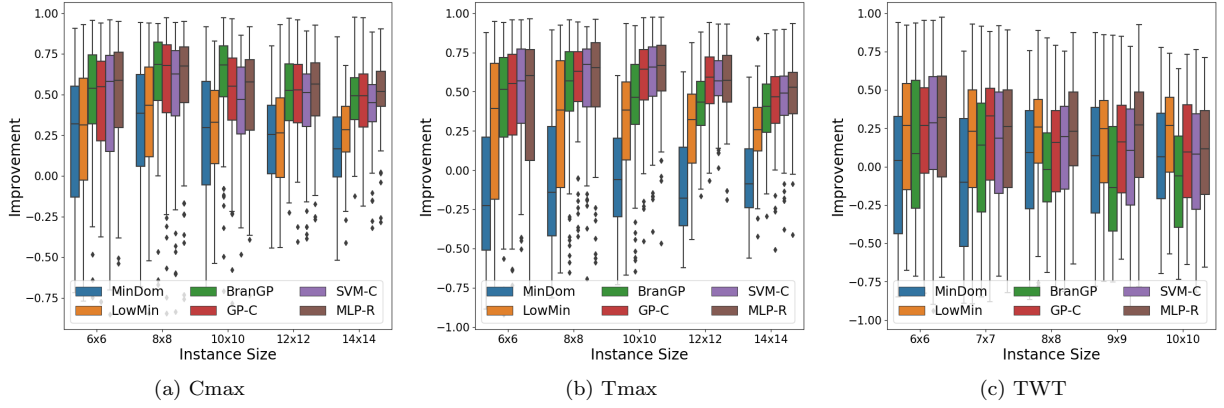 Improvement
1.00
0.75
0.50
0.25
0.00
−0.25
−0.50
−0.75
MinDom
BranGP
SVM-C
LowMin
GP-C
MLP-R
6x6
8x8
10x10
12x12
14x14
Instance Size
(a) Cmax
Improvement
1.00
0.75
0.50
0.25
0.00
−0.25
−0.50
−0.75
−1.00
MinDom
BranGP
SVM-C
LowMin
GP-C
MLP-R
6x6
8x8
10x10
12x12
14x14
Instance Size
(b) Tmax
Improvement
1.00
0.75
0.50
0.25
0.00
−0.25
−0.50
−0.75
−1.00
MinDom
BranGP
SVM-C
LowMin
GP-C
MLP-R
6x6
7x7
8x8
9x9
10x10
Instance Size
(c) TWT